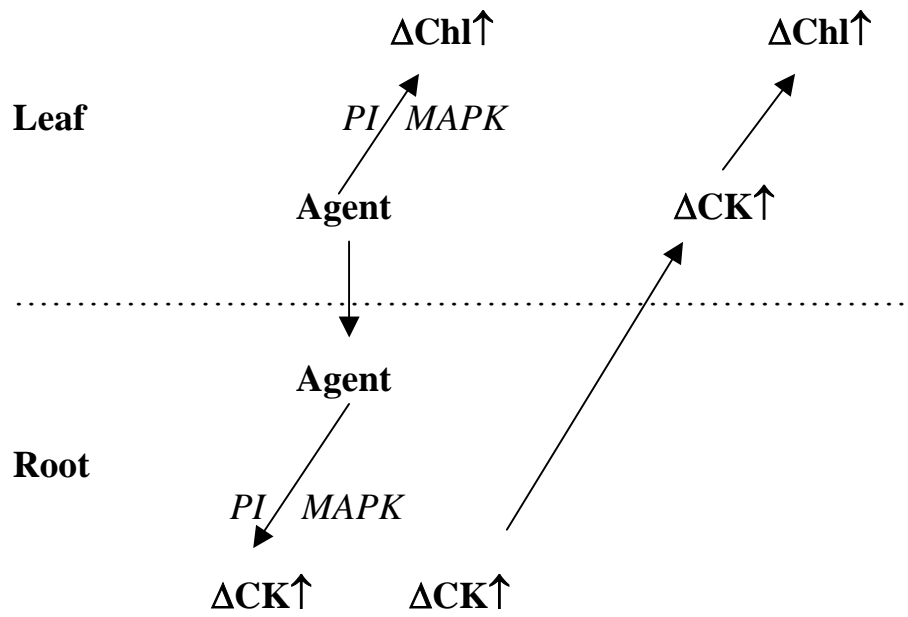 ΔChl↑ ΔChl↑
Leaf PI MAPK
Agent ΔCK↑
Agent
Root
PI MAPK
ΔCK↑ ΔCK↑